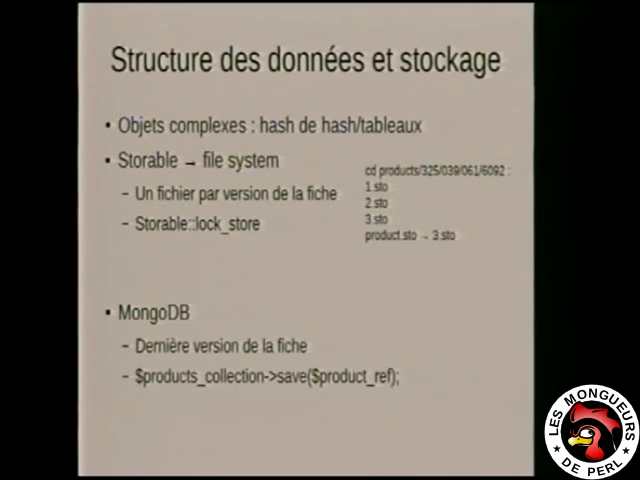 Structure des données et stockage
• Objets complexes : hash de hash/tableaux
• Storable → file system
– Un fichier par version de la fiche
– Storable::lock_store
cd products/325/039/061/6092 :
1.sto
2.sto
3.sto
product.sto → 3.sto
• MongoDB
– Dernière version de la fiche
– $products_collection->save($product_ref);
LES MONGUEURS
★ DE PERL ★